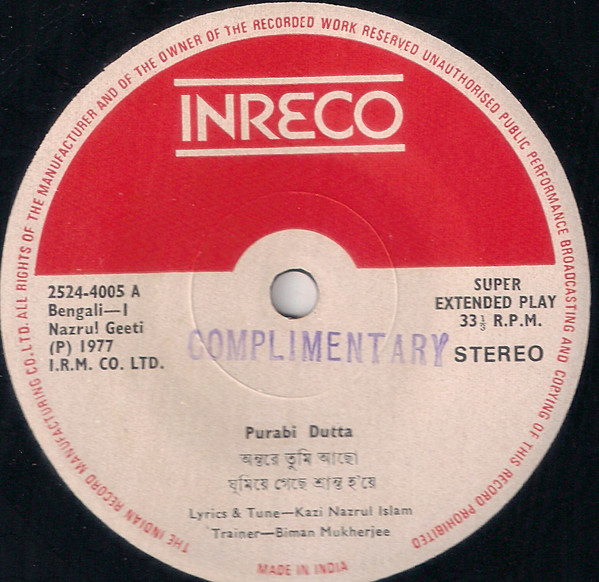 THE INDIAN RECORD MANUFACTURING CO. LTD. ALL RIGHTS OF THE MANUFACTURER AND OF THE OWNER OF THE RECORDED WORK RESERVED UNAUTHORISED PUBLIC PERFORMANCE BROADCASTING AND COPYING OF THIS RECORD PROHIBITED
INRECO
2524-4005 A
Bengali—1
Nazrul Geeti
(P) 1977
I.R.M. CO. LTD.
SUPER
EXTENDED PLAY
33⅓ R.P.M.
STEREO
COMPLIMENTARY
Purabi Dutta
অন্তরে তুমি আছো
ঘুমিয়ে গেছে শ্রান্ত হ'য়ে
Lyrics & Tune—Kazi Nazrul Islam
Trainer—Biman Mukherjee
MADE IN INDIA